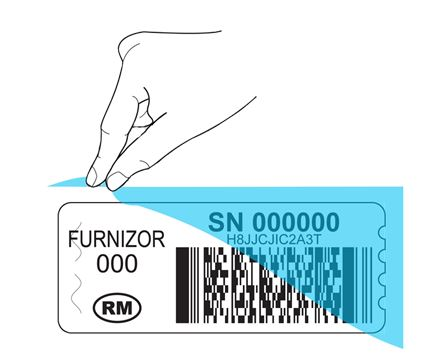 FURNIZOR
000
RM
SN 000000
H8JJCJIC2A3T